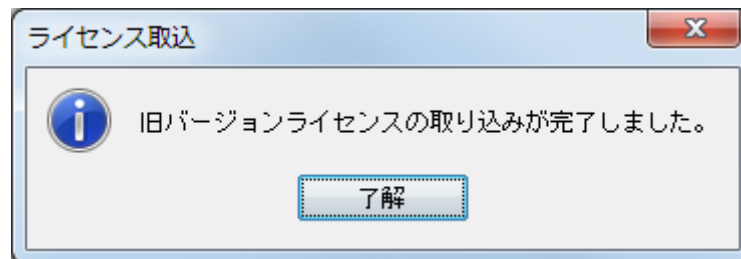 ライセンス取込
旧バージョンライセンスの取り込みが完了しました。
了解